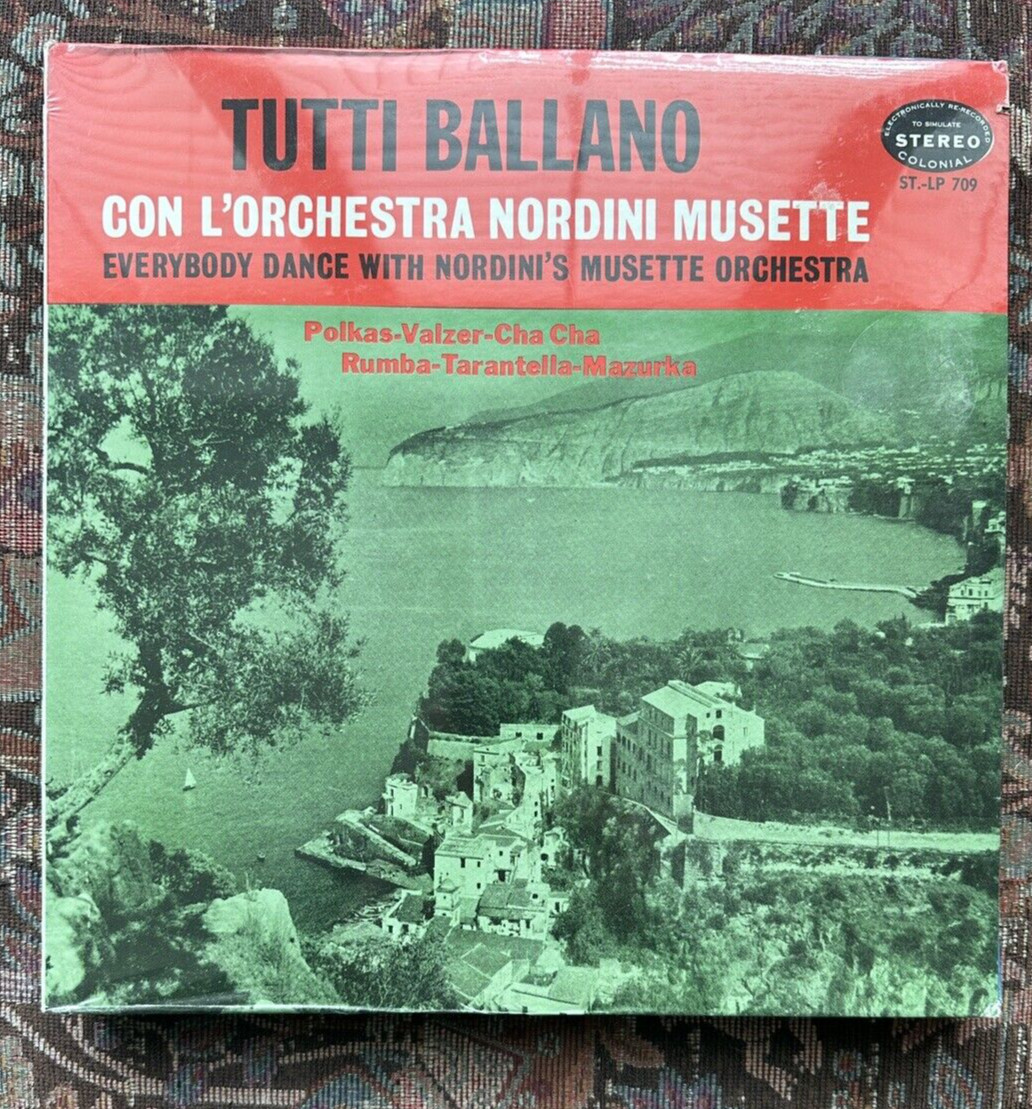 TUTTI BALLANO
ELECTRONICALLY RE-RECORDED
TO SIMULATE
STEREO
COLONIAL
ST.-LP 709
CON L'ORCHESTRA NORDINI MUSETTE
EVERYBODY DANCE WITH NORDINI'S MUSETTE ORCHESTRA
Polkas-Valzer-Cha Cha
Rumba-Tarantella-Mazurka